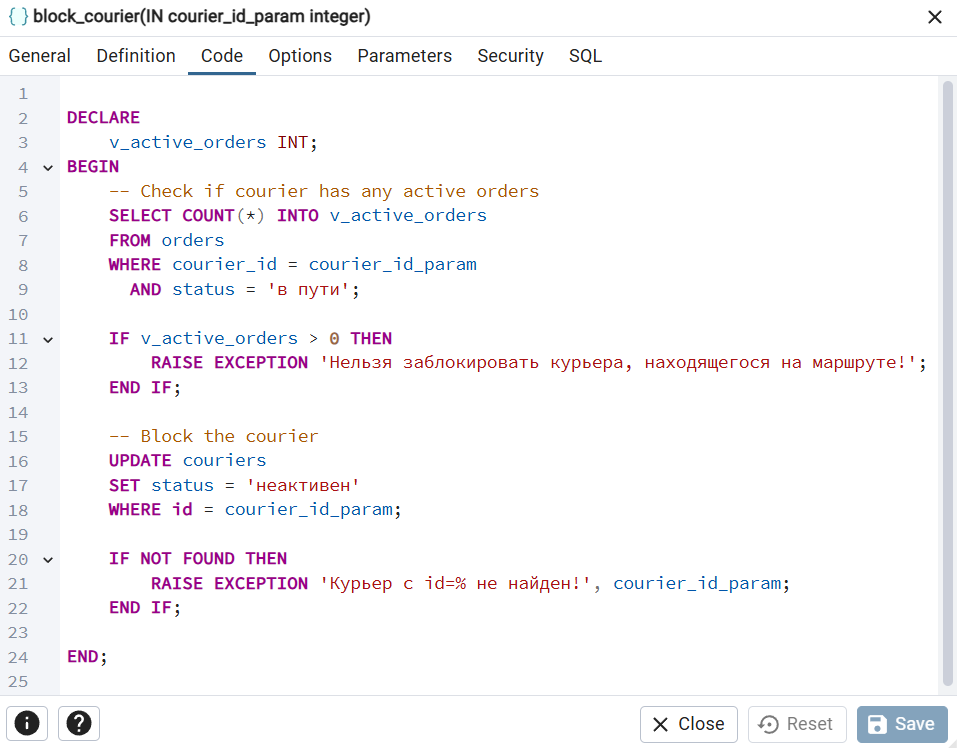 { } block_courier(IN courier_id_param integer)
General Definition Code Options Parameters Security SQL
1
2 DECLARE
3 v_active_orders INT;
4 BEGIN
5 -- Check if courier has any active orders
6 SELECT COUNT(*) INTO v_active_orders
7 FROM orders
8 WHERE courier_id = courier_id_param
9 AND status = 'в пути';
10
11 IF v_active_orders > 0 THEN
12 RAISE EXCEPTION 'Нельзя заблокировать курьера, находящегося на маршруте!';
13 END IF;
14
15 -- Block the courier
16 UPDATE couriers
17 SET status = 'неактивен'
18 WHERE id = courier_id_param;
19
20 IF NOT FOUND THEN
21 RAISE EXCEPTION 'Курьер с id=% не найден!', courier_id_param;
22 END IF;
23
24 END;
25
Close Reset Save